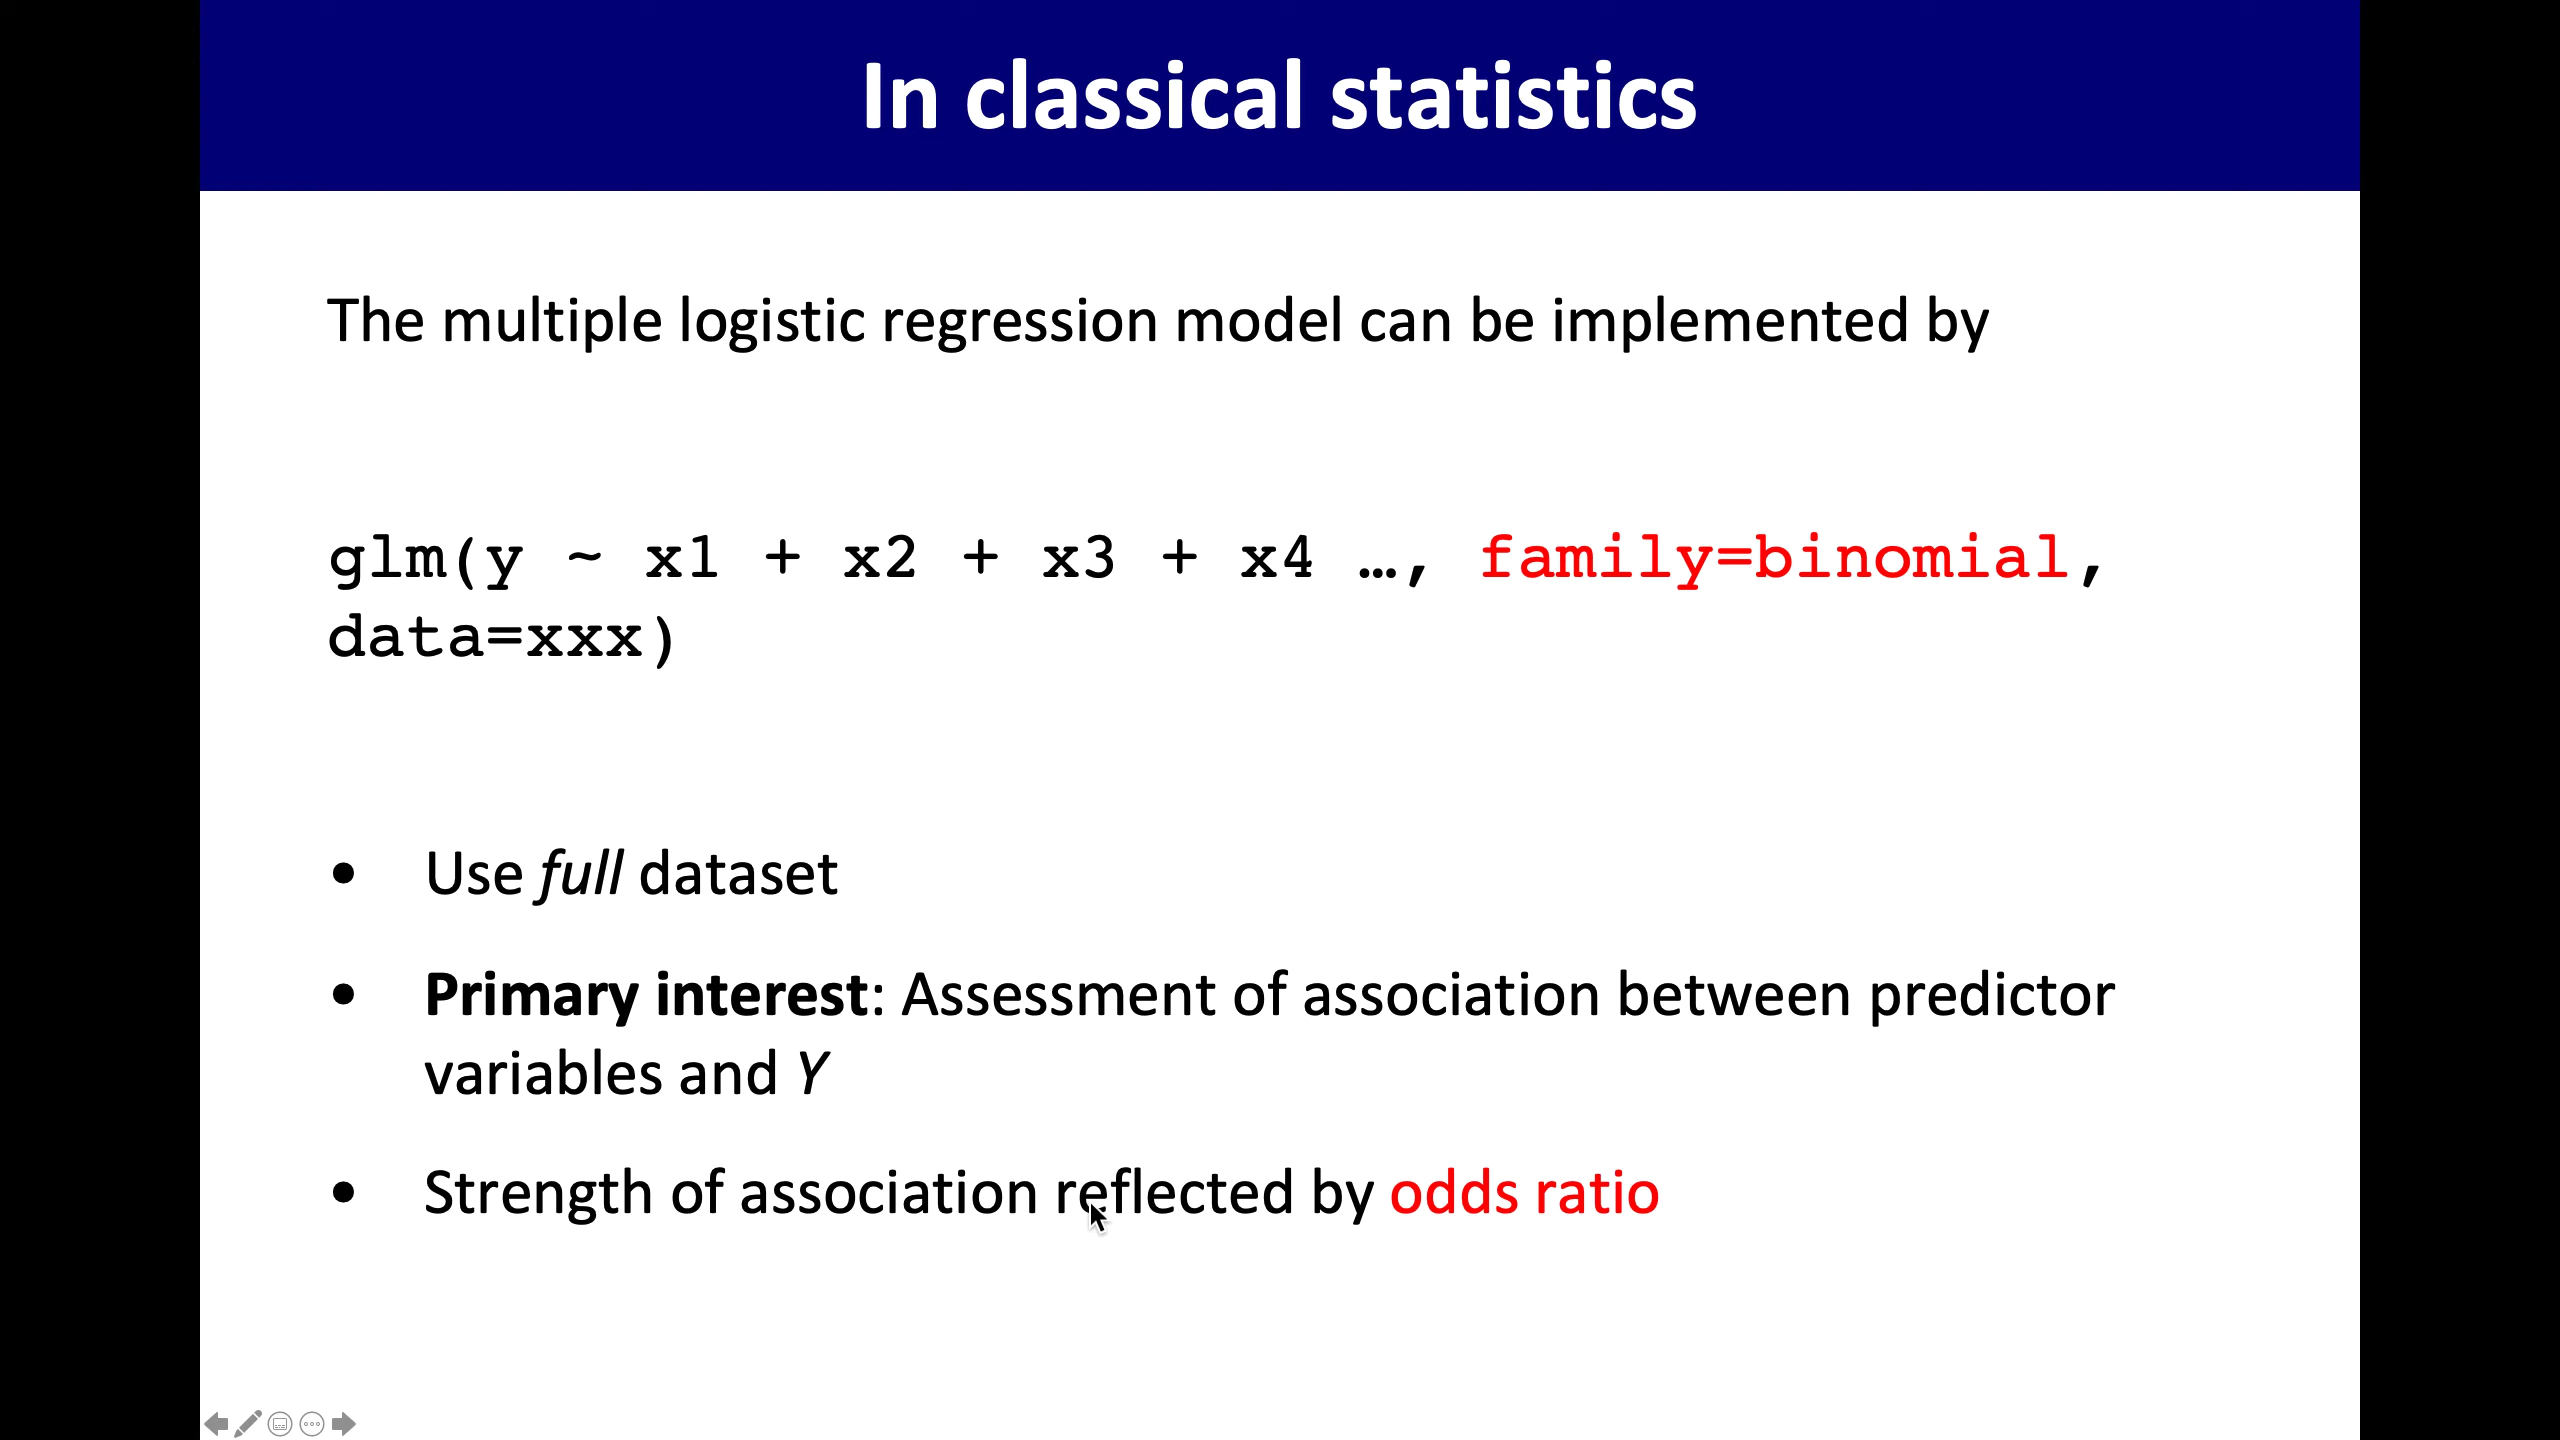 In classical statistics
The multiple logistic regression model can be implemented by
glm(y ~ x1 + x2 + x3 + x4 …, family=binomial,
data=xxx)
• Use full dataset
• Primary interest: Assessment of association between predictor
variables and Y
• Strength of association reflected by odds ratio